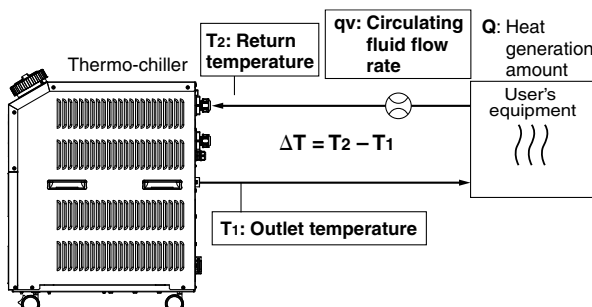 Thermo-chiller
T2: Return
temperature
qv: Circulating
fluid flow
rate
Q: Heat
generation
amount
User's
equipment
ΔT = T2 – T1
T1: Outlet temperature